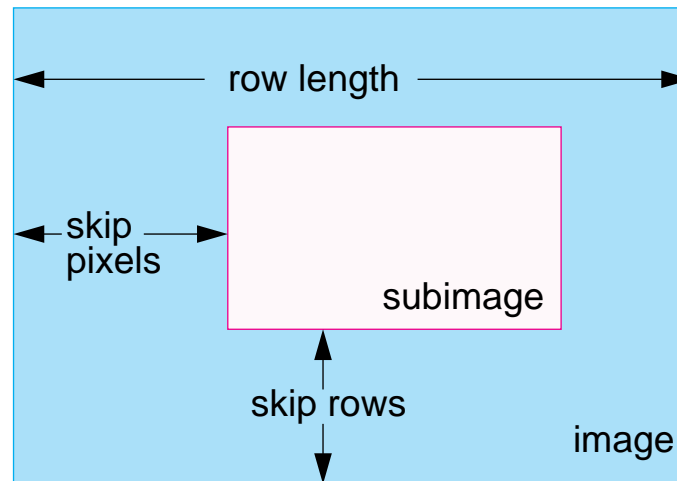 row length
skip
pixels
subimage
skip rows
image